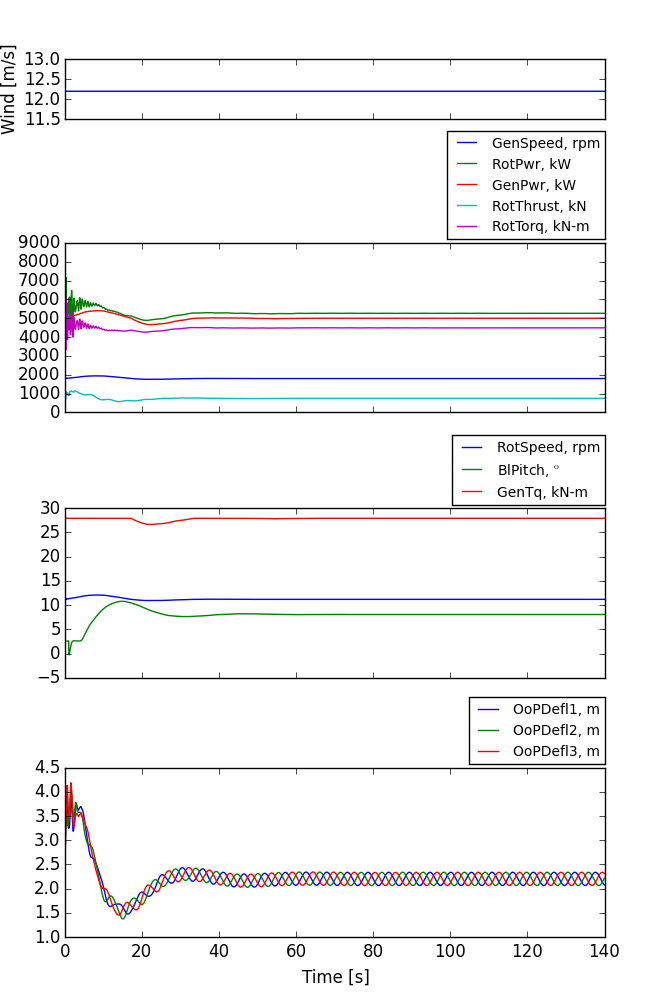 Wind [m/s]
13.0
12.5
12.0
11.5
GenSpeed, rpm
RotPwr, kW
GenPwr, kW
RotThrust, kN
RotTorq, kN-m
9000
8000
7000
6000
5000
4000
3000
2000
1000
0
RotSpeed, rpm
BlPitch, °
GenTq, kN-m
30
25
20
15
10
5
0
−5
OoPDefl1, m
OoPDefl2, m
OoPDefl3, m
4.5
4.0
3.5
3.0
2.5
2.0
1.5
1.0
0 20 40 60 80 100 120 140
Time [s]